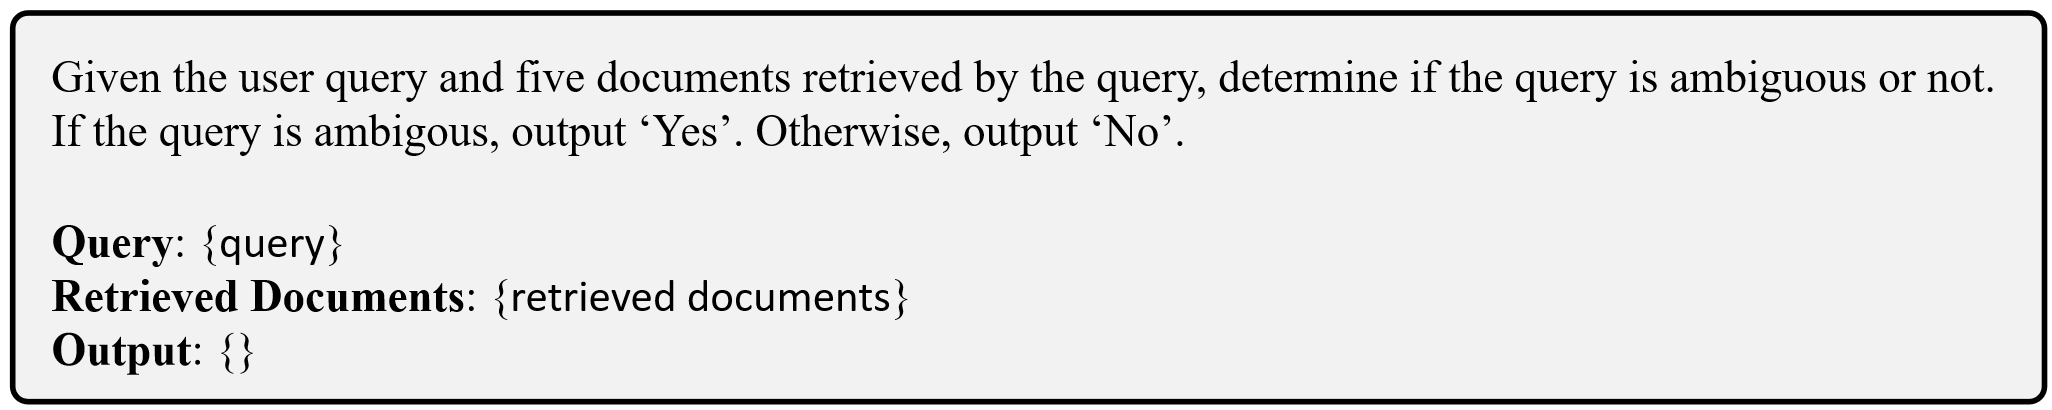 Given the user query and five documents retrieved by the query, determine if the query is ambiguous or not.
If the query is ambigous, output ‘Yes’. Otherwise, output ‘No’.
Query: {query}
Retrieved Documents: {retrieved documents}
Output: {}